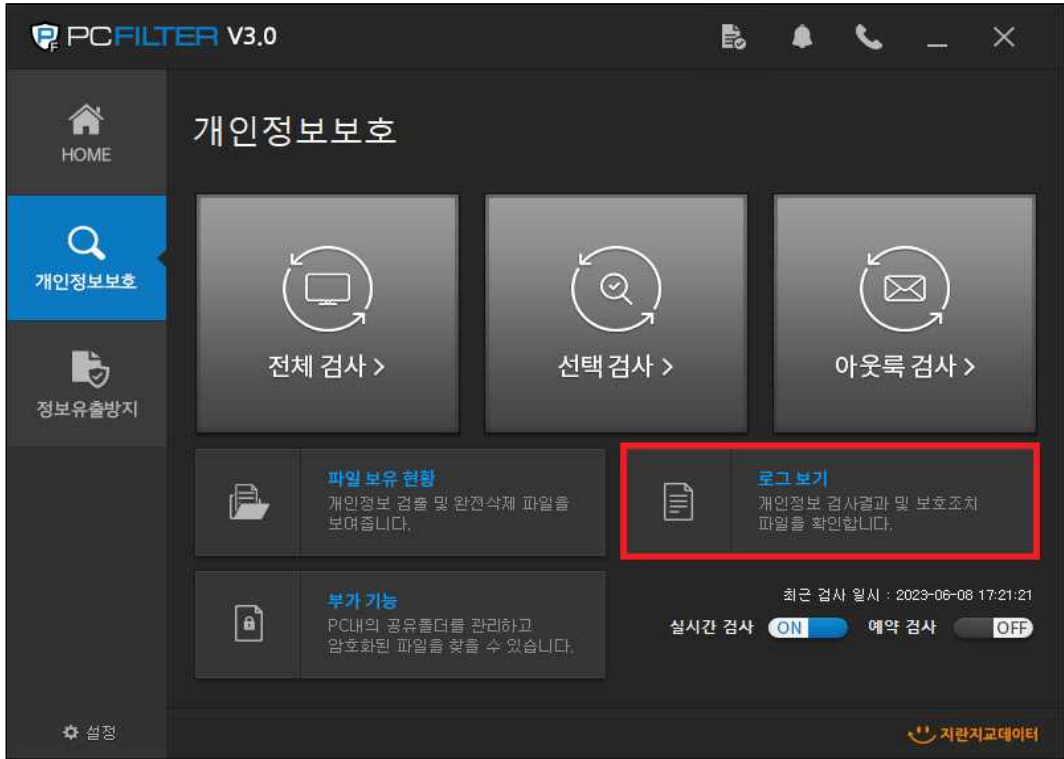 PCFILTER V3.0
HOME
개인정보보호
정보유출방지
설정
개인정보보호
전체 검사 >
선택 검사 >
아웃룩 검사 >
파일 보유 현황
개인정보 검출 및 완전삭제 파일을
보여줍니다.
로그 보기
개인정보 검사결과 및 보호조치
파일을 확인합니다.
부가 기능
PC내의 공유폴더를 관리하고
암호화된 파일을 찾을 수 있습니다.
최근 검사 일시 : 2023-06-08 17:21:21
실시간 검사 ON 예약 검사 OFF
지란지교데이터